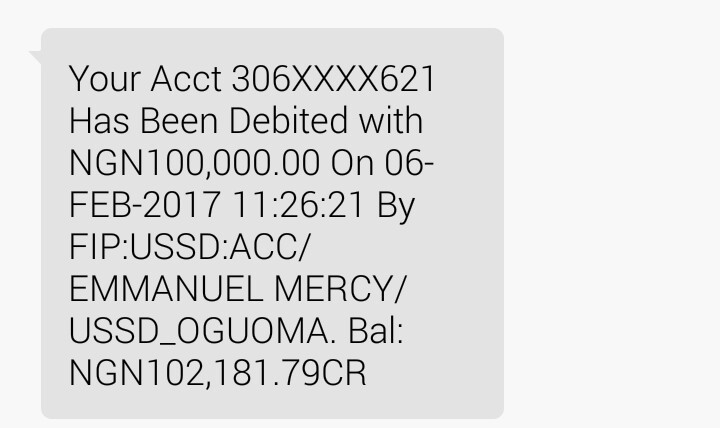 Your Acct 306XXXX621
Has Been Debited with
NGN100,000.00 On 06-
FEB-2017 11:26:21 By
FIP:USSD:ACC/
EMMANUEL MERCY/
USSD_OGUOMA. Bal:
NGN102,181.79CR